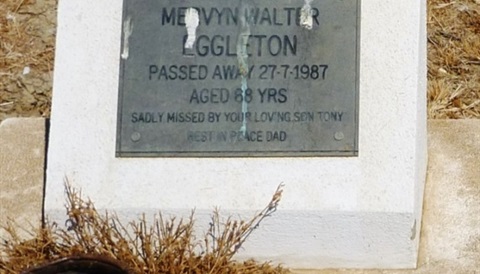 MERVYN WALTER
EGGLETON
PASSED AWAY 27-7-1987
AGED 68 YRS
SADLY MISSED BY YOUR LOVING SON TONY
REST IN PEACE DAD